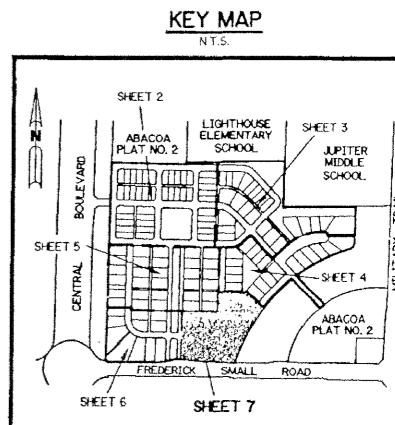 KEY MAP
N.T.S.
SHEET 2
LIGHTHOUSE
ELEMENTARY
SCHOOL
SHEET 3
N
ABACOA
PLAT NO. 2
JUPITER
MIDDLE
SCHOOL
BOULEVARD
CENTRAL
SHEET 5
SHEET 4
ABACOA
PLAT NO. 2
FREDERICK SMALL ROAD
SHEET 6
SHEET 7